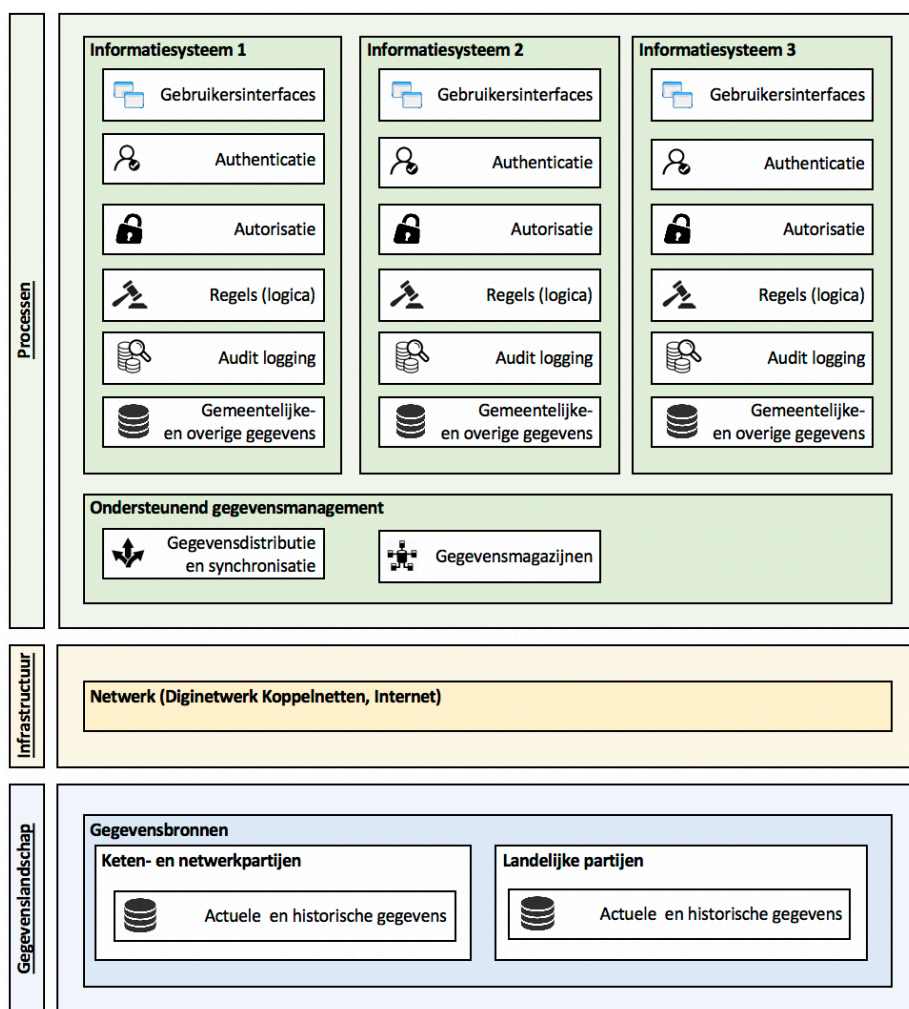 Processen
Informatiesysteem 1
Gebruikersinterfaces
Authenticatie
Autorisatie
Regels (logica)
Audit logging
Gemeentelijke-
en overige gegevens
Informatiesysteem 2
Gebruikersinterfaces
Authenticatie
Autorisatie
Regels (logica)
Audit logging
Gemeentelijke-
en overige gegevens
Informatiesysteem 3
Gebruikersinterfaces
Authenticatie
Autorisatie
Regels (logica)
Audit logging
Gemeentelijke-
en overige gegevens
Ondersteunend gegevensmanagement
Gegevensdistributie
en synchronisatie
Gegevensmagazijnen
Infrastructuur
Netwerk (Diginetwerk Koppelnetten, Internet)
Gegevenslandschap
Gegevensbronnen
Keten- en netwerkpartijen
Actuele en historische gegevens
Landelijke partijen
Actuele en historische gegevens